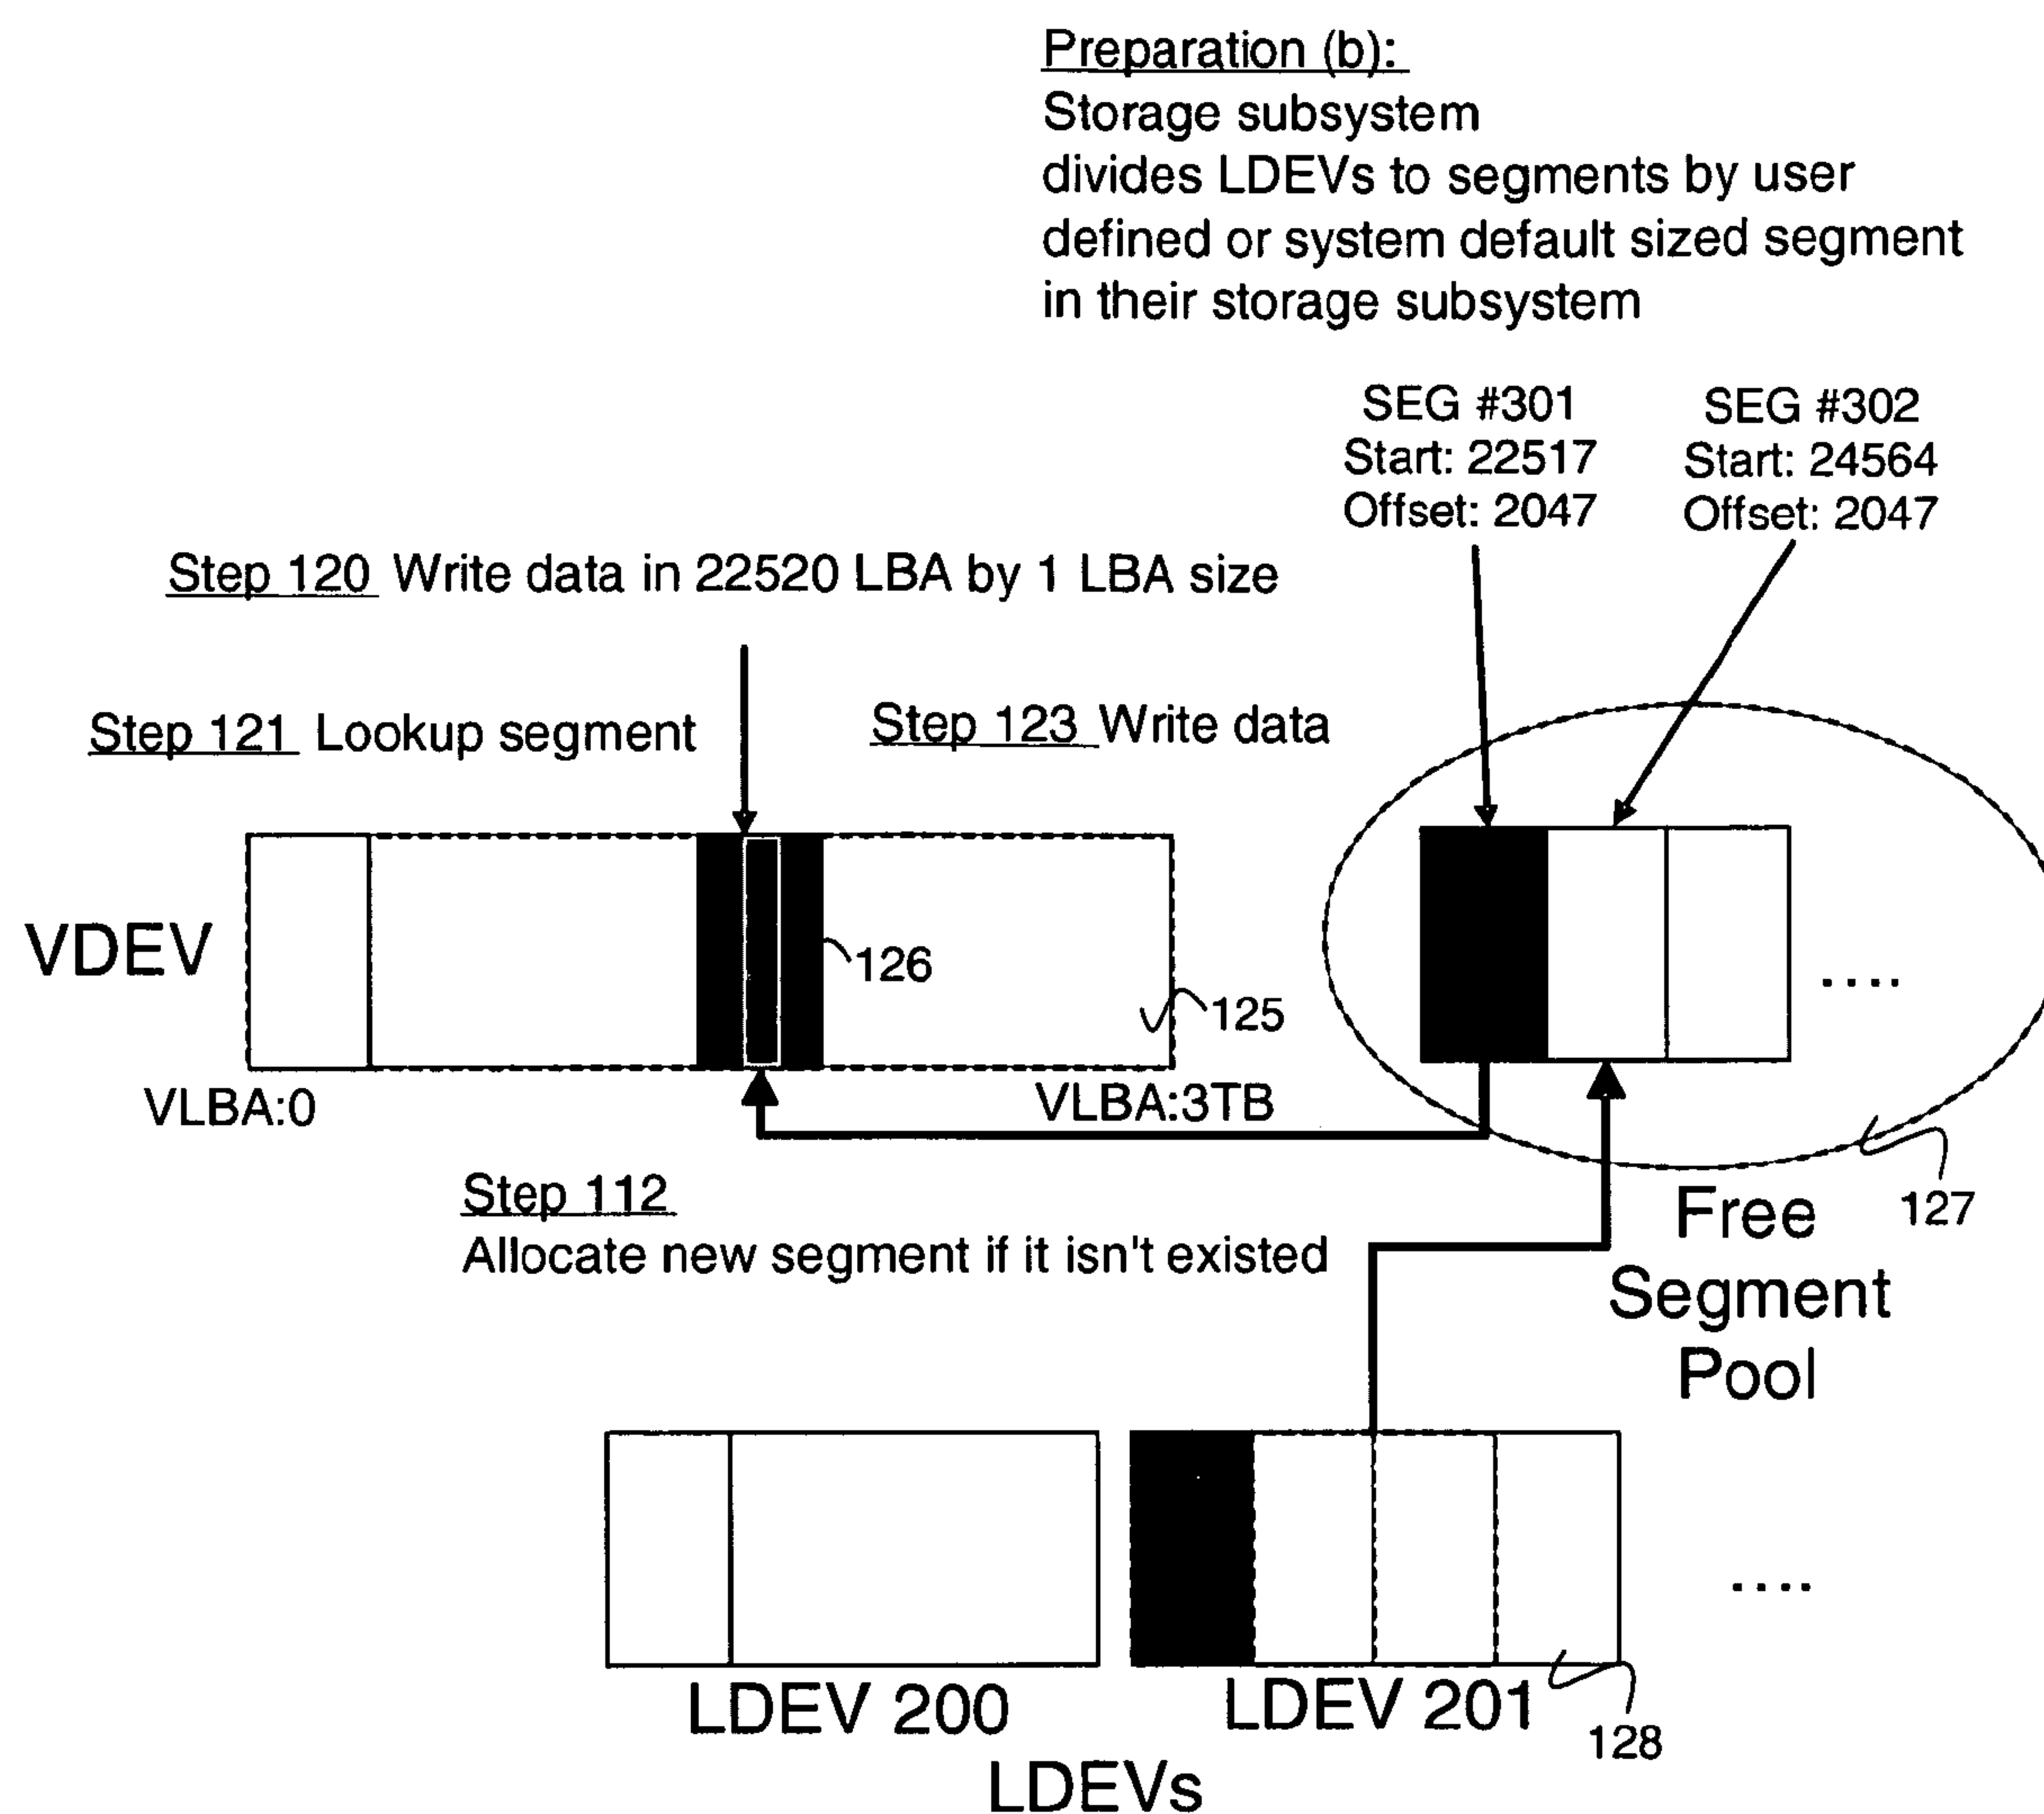 Preparation (b):
Storage subsystem
divides LDEVs to segments by user
defined or system default sized segment
in their storage subsystem
SEG #301
Start: 22517
Offset: 2047
SEG #302
Start: 24564
Offset: 2047
Step 120 Write data in 22520 LBA by 1 LBA size
Step 121 Lookup segment
Step 123 Write data
VDEV
126
125
....
VLBA:0
VLBA:3TB
Step 112
Allocate new segment if it isn't existed
127
Free
Segment
Pool
....
LDEV 200
LDEV 201
128
LDEVs